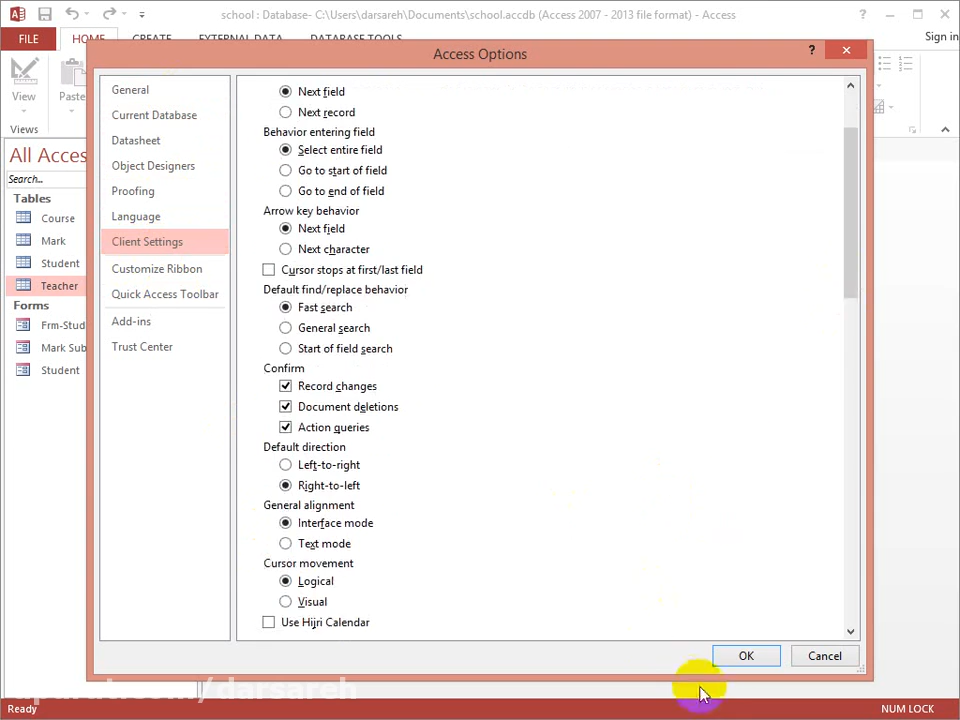 school : Database- C:\Users\darsareh\Documents\school.accdb (Access 2007 - 2013 file format) - Access
?
FILE
HOME
CREATE
EXTERNAL DATA
DATABASE TOOLS
Sign in
View
Paste
Views
All Acces
Search...
Tables
Course
Mark
Student
Teacher
Forms
Frm-Stud
Mark Sub
Student
Access Options
?
General
Current Database
Datasheet
Object Designers
Proofing
Language
Client Settings
Customize Ribbon
Quick Access Toolbar
Add-ins
Trust Center
Next field
Next record
Behavior entering field
Select entire field
Go to start of field
Go to end of field
Arrow key behavior
Next field
Next character
Cursor stops at first/last field
Default find/replace behavior
Fast search
General search
Start of field search
Confirm
Record changes
Document deletions
Action queries
Default direction
Left-to-right
Right-to-left
General alignment
Interface mode
Text mode
Cursor movement
Logical
Visual
Use Hijri Calendar
OK
Cancel
/darsareh
Ready
NUM LOCK